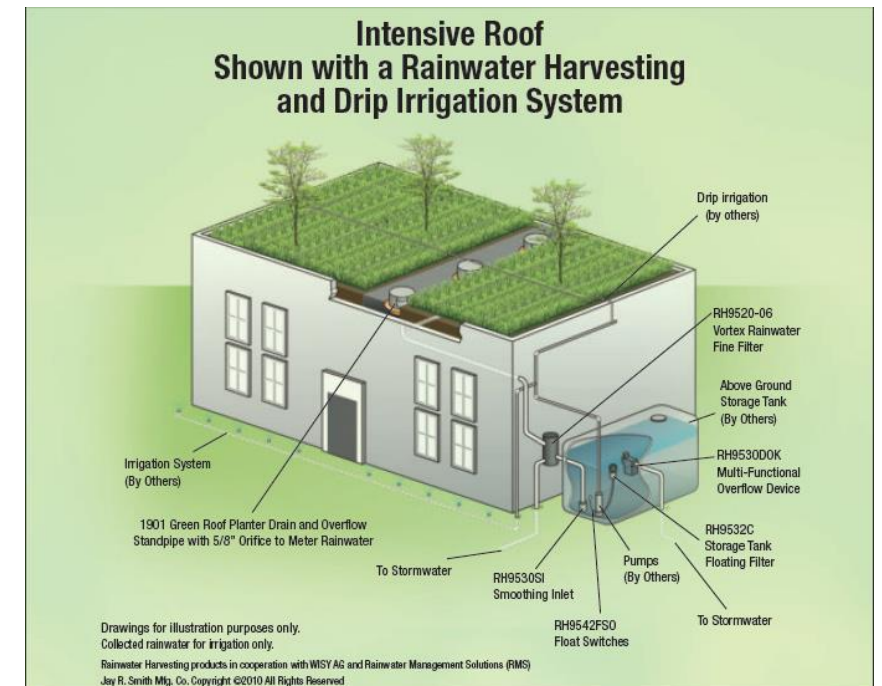 Intensive Roof
Shown with a Rainwater Harvesting
and Drip Irrigation System
Drip irrigation
(by others)
RH9520-06
Vortex Rainwater
Fine Filter
Above Ground
Storage Tank
(By Others)
RH9530DOK
Multi-Functional
Overflow Device
RH9532C
Storage Tank
Floating Filter
To Stormwater
Pumps
(By Others)
RH9542FSO
Float Switches
RH9530SI
Smoothing Inlet
To Stormwater
Irrigation System
(By Others)
1901 Green Roof Planter Drain and Overflow
Standpipe with 5/8" Orifice to Meter Rainwater
Drawings for illustration purposes only.
Collected rainwater for irrigation only.
Rainwater Harvesting products in cooperation with WISY AG and Rainwater Management Solutions (RMS)
Jay R. Smith Mfg. Co. Copyright ©2010 All Rights Reserved